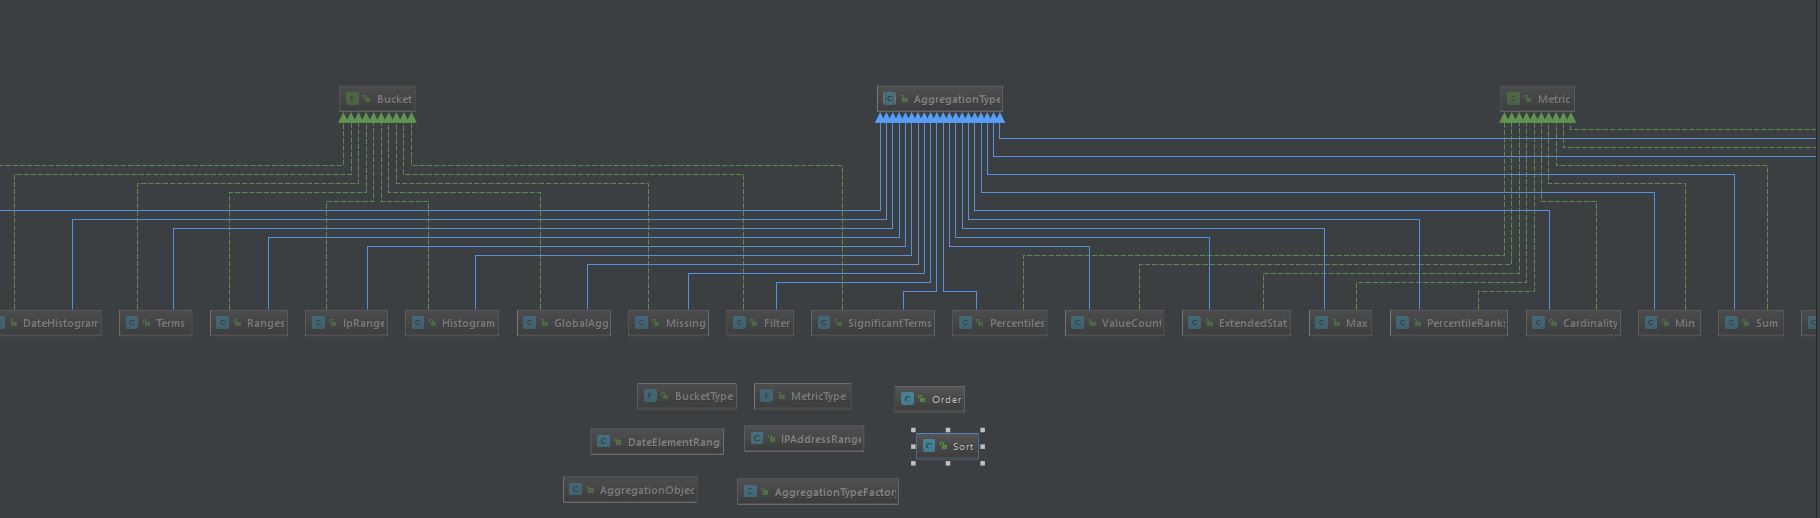 Bucket
AggregationType
Metric
DateHistogram
Terms
Ranges
IpRange
Histogram
GlobalAgg
Missing
Filter
SignificantTerms
Percentiles
ValueCount
ExtendedStat
Max
PercentileRank
Cardinality
Min
Sum
BucketType
MetricType
Order
DateElementRang
IPAddressRange
Sort
AggregationObjec
AggregationTypeFactor